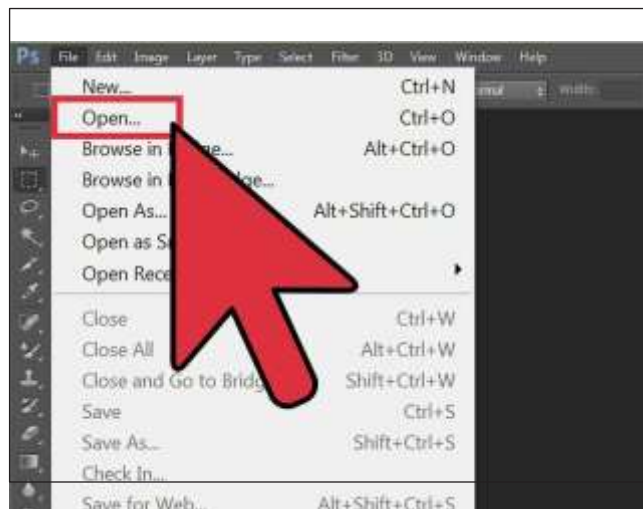 Ps File Edit Image Layer Type Select Filter 3D View Window Help
New... Ctrl+N
Open... Ctrl+O
Browse in Alt+Ctrl+O
Browse in
Open As... Alt+Shift+Ctrl+O
Open as
Open
Close Ctrl+W
Close All Alt+Ctrl+W
Close and Go to Shift+Ctrl+W
Save Ctrl+S
Save As... Shift+Ctrl+S
Check In...
Save for Web... Alt+Shift+Ctrl+S